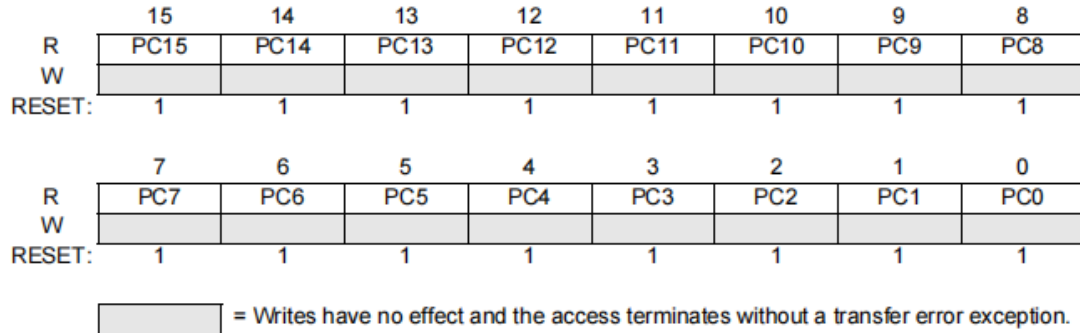 15 14 13 12 11 10 9 8
R PC15 PC14 PC13 PC12 PC11 PC10 PC9 PC8
W
RESET: 1 1 1 1 1 1 1 1
7 6 5 4 3 2 1 0
R PC7 PC6 PC5 PC4 PC3 PC2 PC1 PC0
W
RESET: 1 1 1 1 1 1 1 1
= Writes have no effect and the access terminates without a transfer error exception.